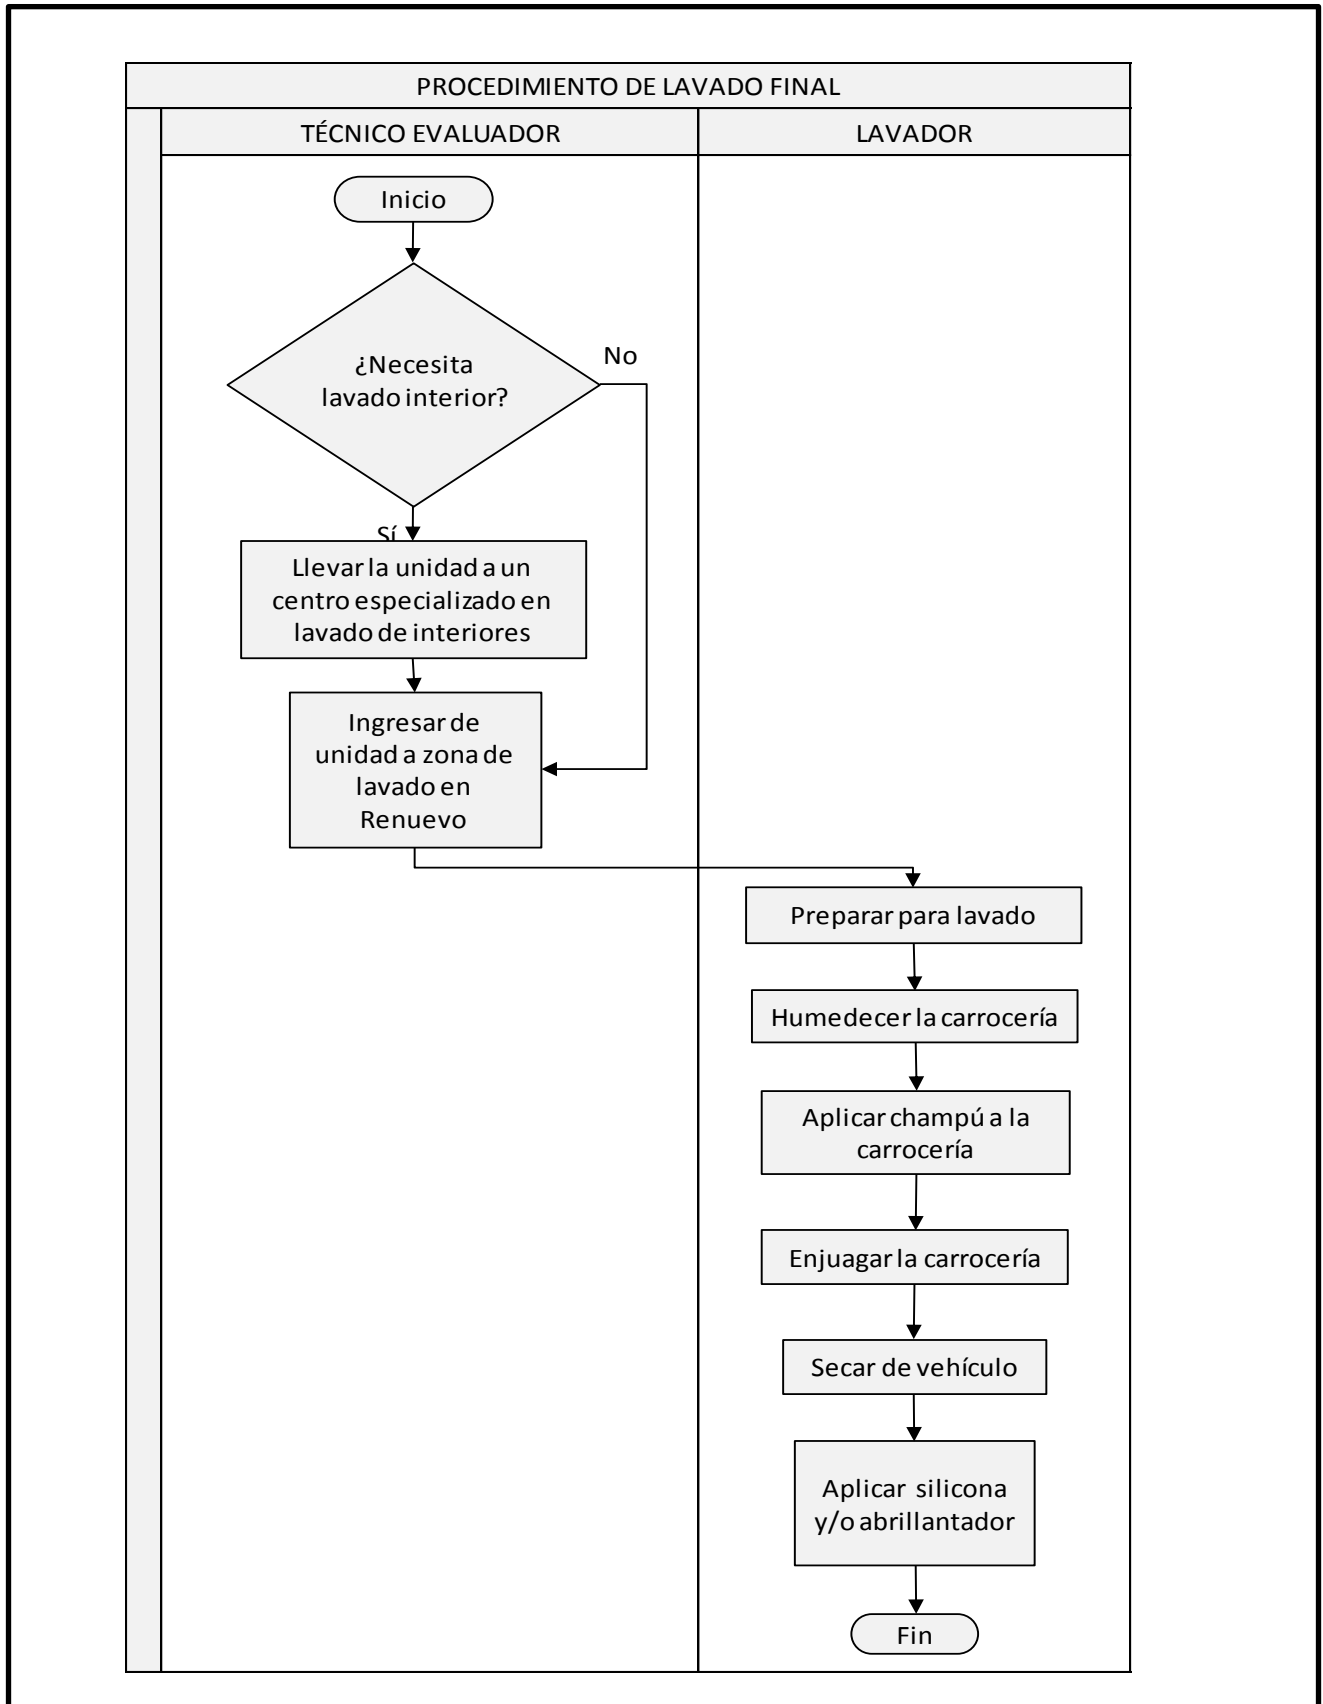 PROCEDIMIENTO DE LAVADO FINAL
TÉCNICO EVALUADOR
LAVADOR
Inicio
¿Necesita
lavado interior?
No
Sí
Llevar la unidad a un
centro especializado en
lavado de interiores
Ingresar de
unidad a zona de
lavado en
Renuevo
Preparar para lavado
Humedecer la carrocería
Aplicar champú a la
carrocería
Enjuagar la carrocería
Secar de vehículo
Aplicar silicona
y/o abrillantador
Fin